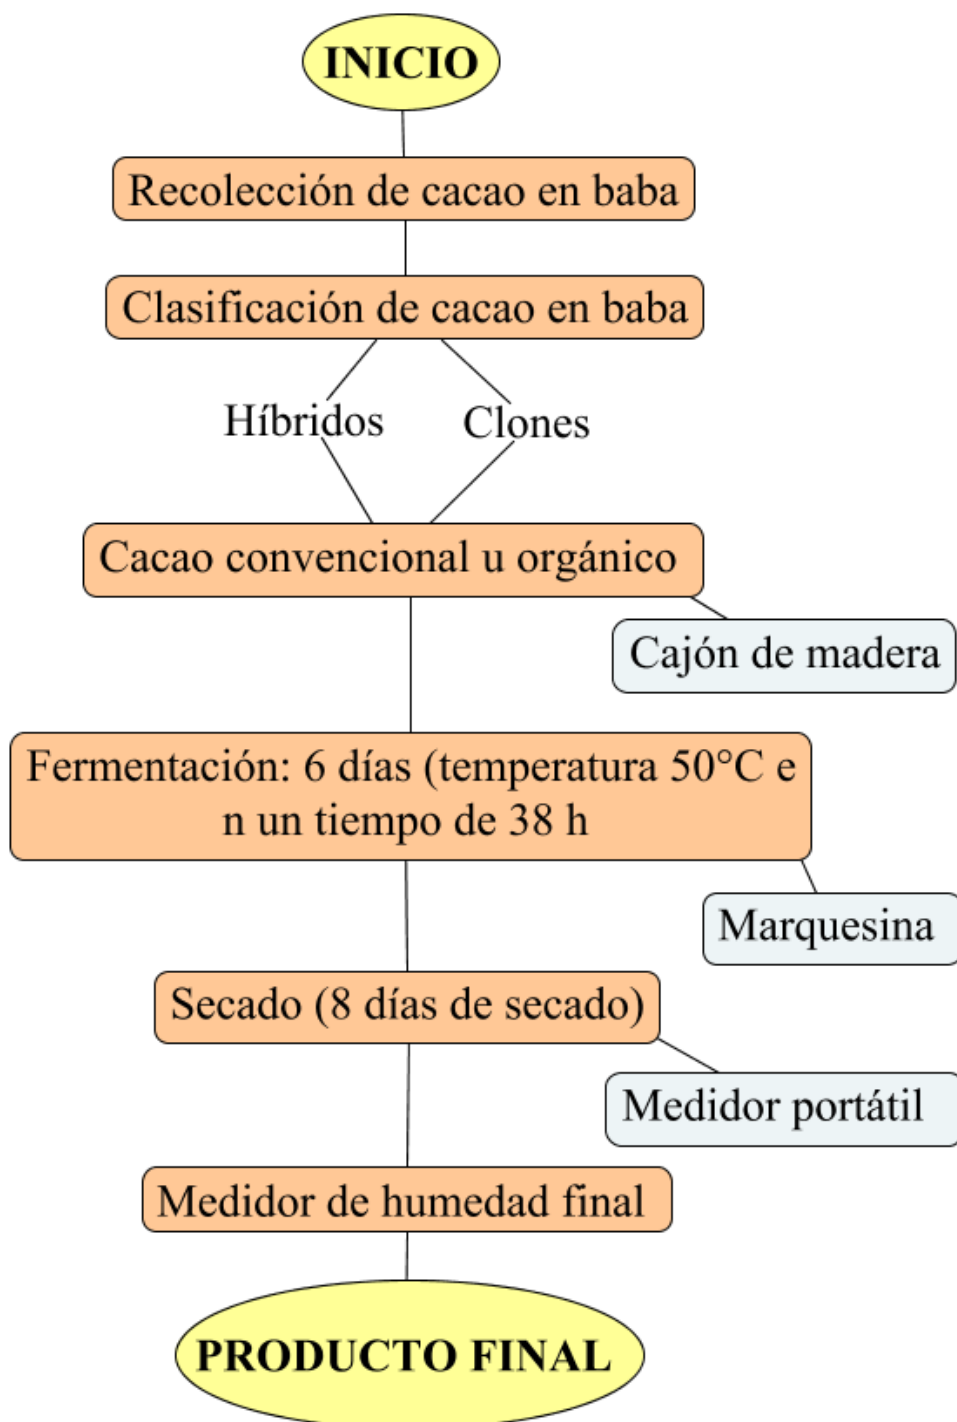 INICIO
Recolección de cacao en baba
Clasificación de cacao en baba
Híbridos
Clones
Cacao convencional u orgánico
Cajón de madera
Fermentación: 6 días (temperatura 50°C e
n un tiempo de 38 h
Marquesina
Secado (8 días de secado)
Medidor portátil
Medidor de humedad final
PRODUCTO FINAL